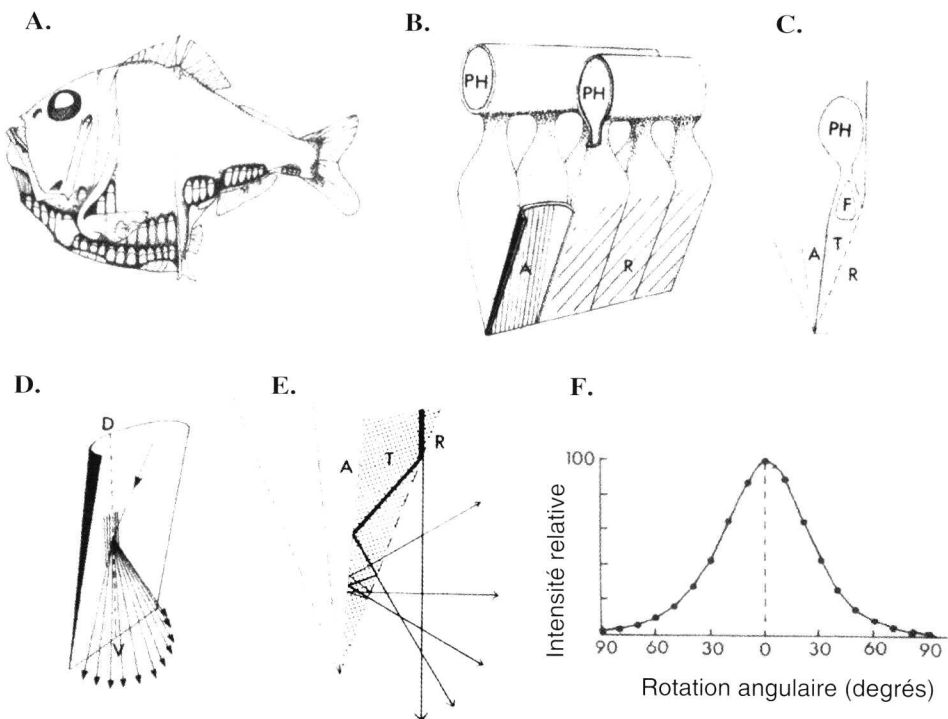 A.
B.
C.
PH
PH
PH
F
A
R
A
T
R
D.
E.
F.
D
V
A
T
R
Intensité relative
100
90 60 30 0 30 60 90
Rotation angulaire (degrés)